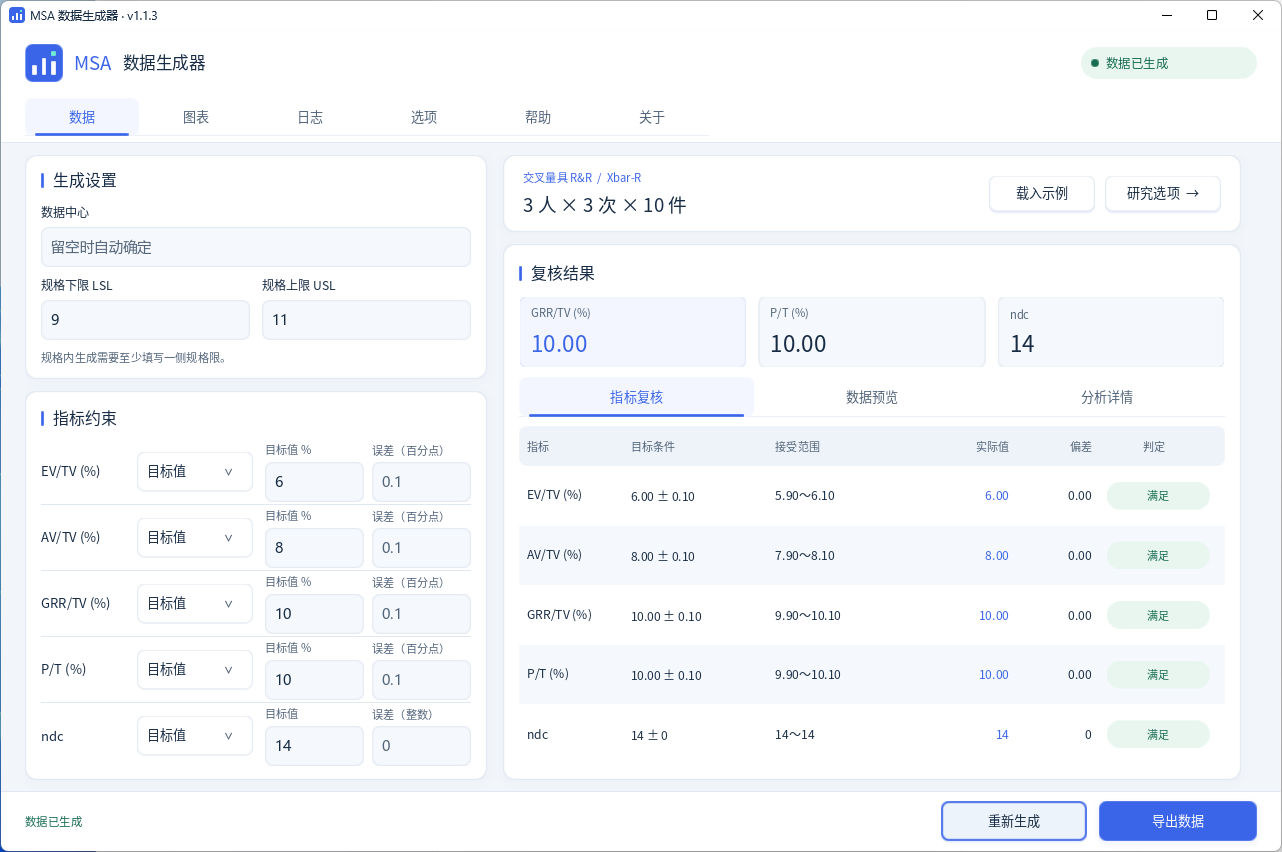 MSA 数据生成器 · v1.1.3
MSA 数据生成器
数据已生成
数据 图表 日志 选项 帮助 关于
生成设置
数据中心
留空时自动确定
规格下限 LSL 规格上限 USL
9 11
规格内生成需要至少填写一侧规格限。
指标约束
目标值 % 误差（百分点）
EV/TV (%) 目标值 6 0.1
目标值 % 误差（百分点）
AV/TV (%) 目标值 8 0.1
目标值 % 误差（百分点）
GRR/TV (%) 目标值 10 0.1
目标值 % 误差（百分点）
P/T (%) 目标值 10 0.1
目标值 误差（整数）
ndc 目标值 14 0
交叉量具 R&R / Xbar-R
3 人 × 3 次 × 10 件
载入示例 研究选项 →
复核结果
GRR/TV (%) P/T (%) ndc
10.00 10.00 14
指标复核 数据预览 分析详情
指标 目标条件 接受范围 实际值 偏差 判定
EV/TV (%) 6.00 ± 0.10 5.90～6.10 6.00 0.00 满足
AV/TV (%) 8.00 ± 0.10 7.90～8.10 8.00 0.00 满足
GRR/TV (%) 10.00 ± 0.10 9.90～10.10 10.00 0.00 满足
P/T (%) 10.00 ± 0.10 9.90～10.10 10.00 0.00 满足
ndc 14 ± 0 14～14 14 0 满足
数据已生成
重新生成 导出数据